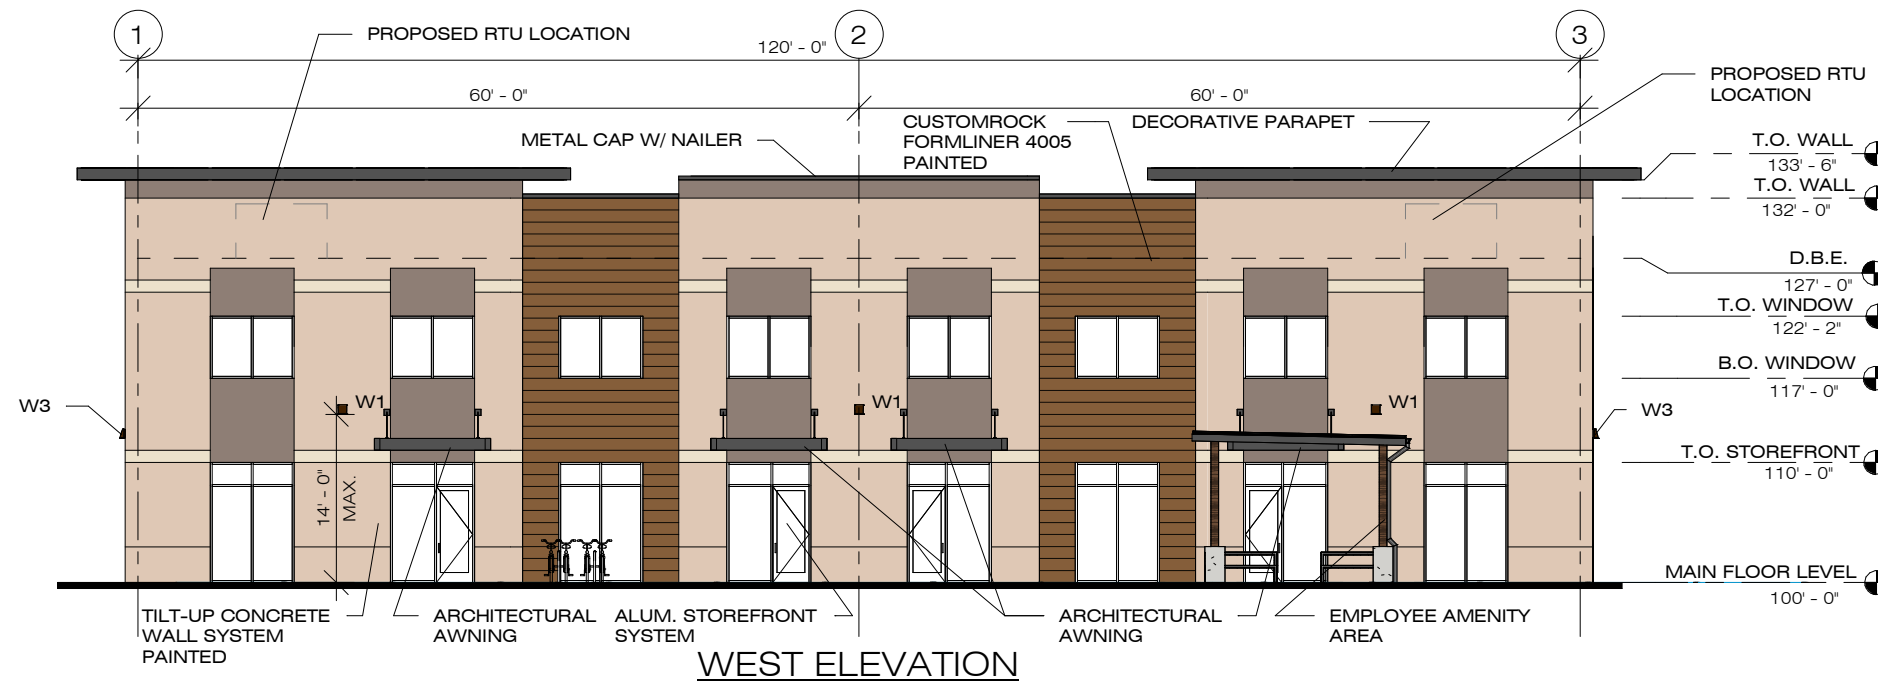 1
2
3
PROPOSED RTU LOCATION
120' - 0"
60' - 0"
60' - 0"
PROPOSED RTU
LOCATION
METAL CAP W/ NAILER
CUSTOMROCK
FORMLINER 4005
PAINTED
DECORATIVE PARAPET
T.O. WALL
133' - 6"
T.O. WALL
132' - 0"
D.B.E.
127' - 0"
T.O. WINDOW
122' - 2"
B.O. WINDOW
117' - 0"
W3
W1
W1
W1
W3
T.O. STOREFRONT
110' - 0"
14' - 0"
MAX.
MAIN FLOOR LEVEL
100' - 0"
TILT-UP CONCRETE
WALL SYSTEM
PAINTED
ARCHITECTURAL
AWNING
ALUM. STOREFRONT
SYSTEM
ARCHITECTURAL
AWNING
EMPLOYEE AMENITY
AREA
WEST ELEVATION